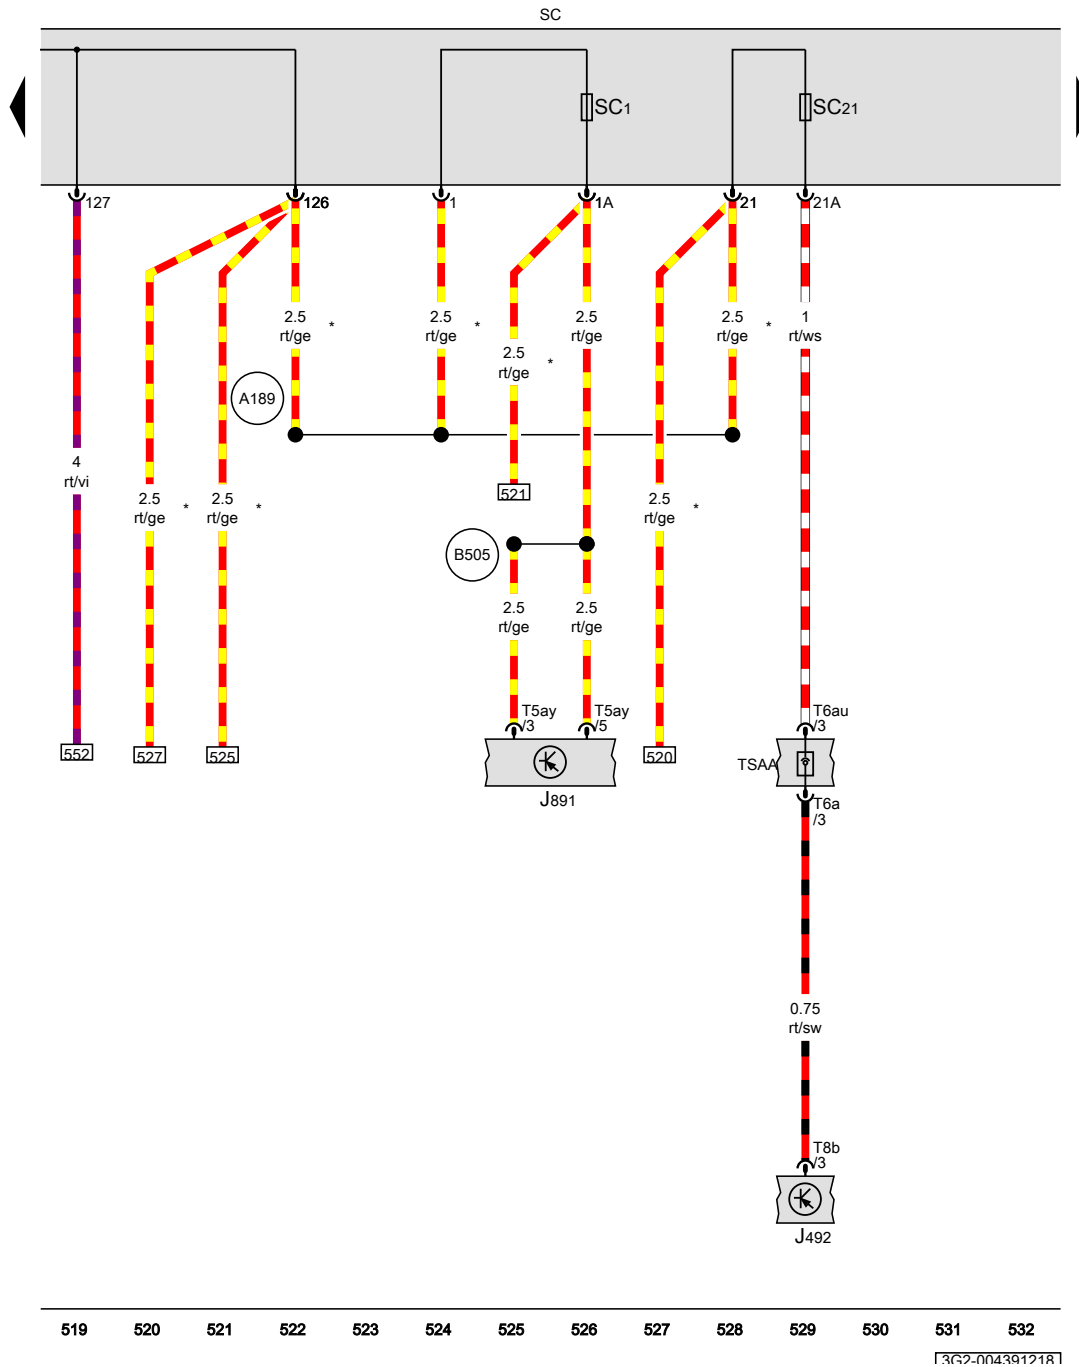 SC
SC1
SC21
127
126
1
1A
21
21A
2.5
rt/ge
*
2.5
rt/ge
*
2.5
rt/ge
2.5
rt/ge
*
1
rt/ws
2.5
rt/ge
*
A189
4
rt/vi
2.5
rt/ge
*
2.5
rt/ge
*
521
2.5
rt/ge
*
B505
2.5
rt/ge
2.5
rt/ge
T5ay
/3
T5ay
/5
T6au
/3
552
527
525
520
TSAA
J891
T6a
/3
0.75
rt/sw
T8b
/3
J492
519 520 521 522 523 524 525 526 527 528 529 530 531 532
3G2-004391218